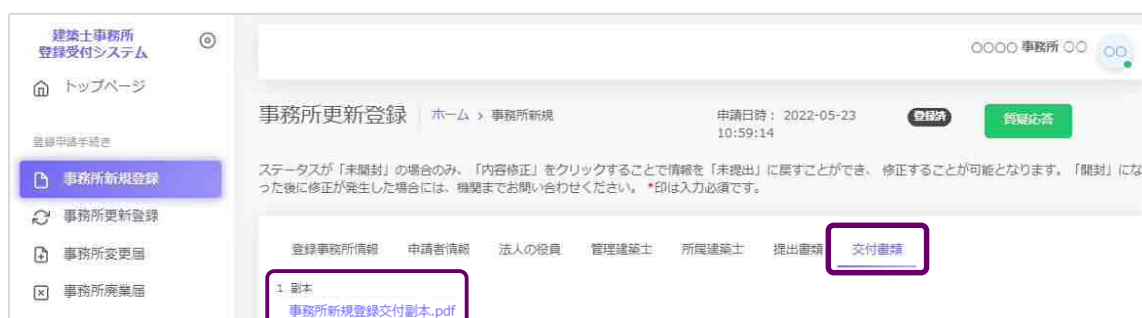 建築士事務所
登録受付システム
トップページ
登録申請手続き
事務所新規登録
事務所更新登録
事務所変更届
事務所廃業届
〇〇〇〇 事務所 〇〇
〇〇
事務所更新登録 ホーム > 事務所新規
申請日時： 2022-05-23
10:59:14
登録済
質疑応答
ステータスが「未開封」の場合のみ、「内容修正」をクリックすることで情報を「未提出」に戻すことができ、 修正することが可能となります。「開封」にな
った後に修正が発生した場合には、機関までお問い合わせください。 *印は入力必須です。
登録事務所情報 申請者情報 法人の役員 管理建築士 所属建築士 提出書類 交付書類
1. 副本
事務所新規登録交付副本.pdf